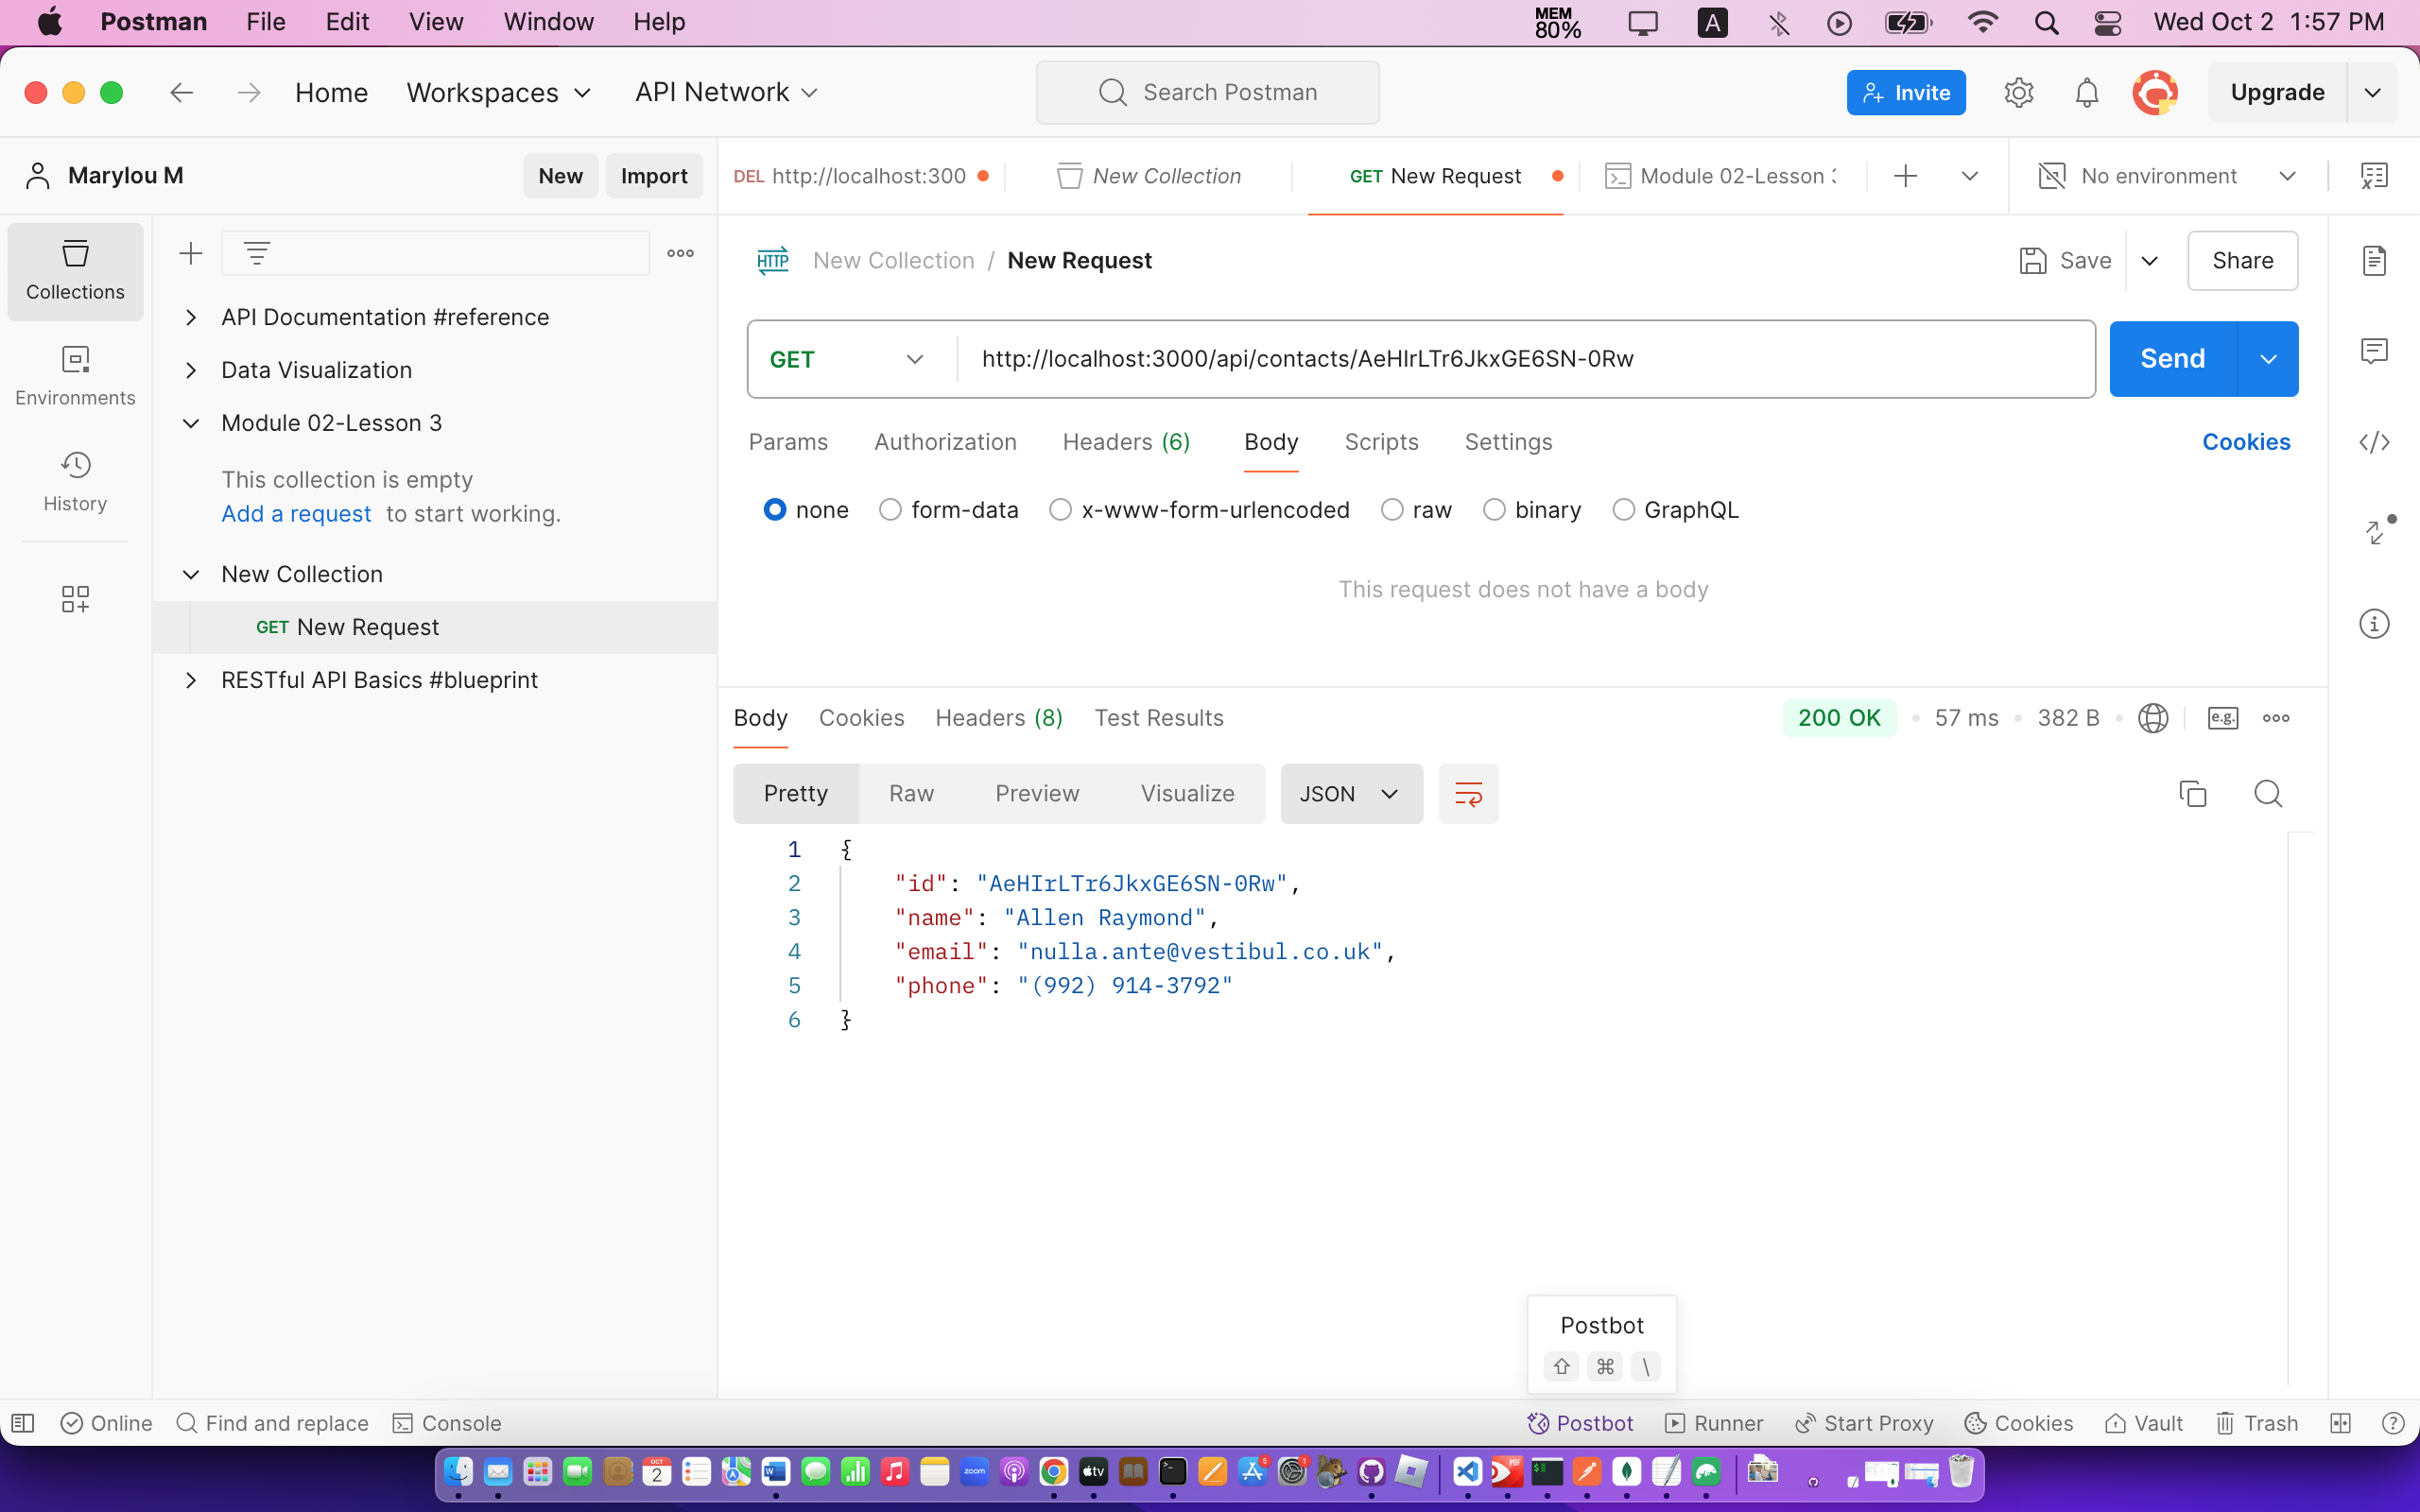 Postman File Edit View Window Help MEM 80% A Wed Oct 2 1:57 PM
Home Workspaces API Network Search Postman Invite Upgrade
Marylou M New Import
DEL http://localhost:300 New Collection GET New Request Module 02-Lesson No environment
Collections
Environments
History
API Documentation #reference
Data Visualization
Module 02-Lesson 3
This collection is empty
Add a request to start working.
New Collection
GET New Request
RESTful API Basics #blueprint
HTTP New Collection / New Request Save Share
GET http://localhost:3000/api/contacts/AeHIrLTr6JkxGE6SN-0Rw Send
Params Authorization Headers (6) Body Scripts Settings Cookies
none form-data x-www-form-urlencoded raw binary GraphQL
This request does not have a body
Body Cookies Headers (8) Test Results 200 OK 57 ms 382 B e.g.
Pretty Raw Preview Visualize JSON
1 {
2 "id": "AeHIrLTr6JkxGE6SN-0Rw",
3 "name": "Allen Raymond",
4 "email": "nulla.ante@vestibul.co.uk",
5 "phone": "(992) 914-3792"
6 }
Postbot
⇧ ⌘ \
Online Find and replace Console Postbot Runner Start Proxy Cookies Vault Trash
OCT 2 W zoom tv 5 1 PDF